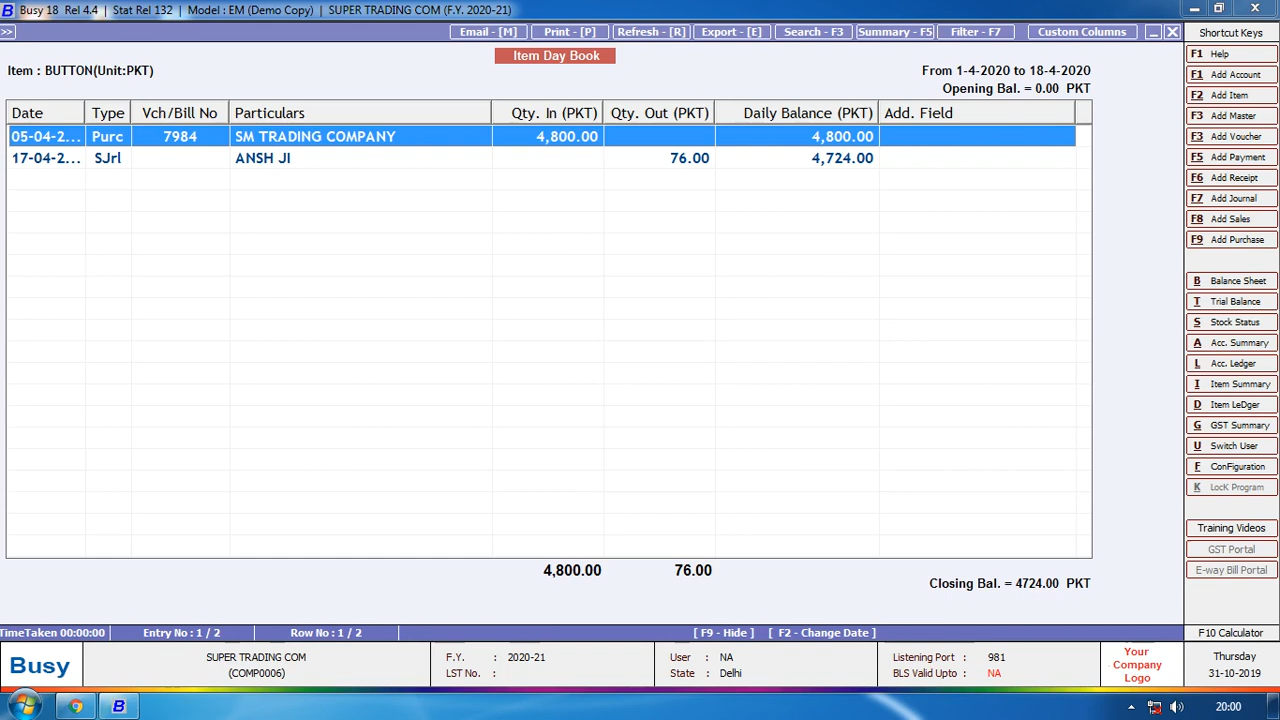 Busy 18 Rel 4.4 | Stat Rel 132 | Model : EM (Demo Copy) | SUPER TRADING COM (F.Y. 2020-21)
>> Email - [M] Print - [P] Refresh - [R] Export - [E] Search - F3 Summary - F5 Filter - F7 Custom Columns
Item Day Book
Item : BUTTON(Unit:PKT) From 1-4-2020 to 18-4-2020
Opening Bal. = 0.00 PKT
Date Type Vch/Bill No Particulars Qty. In (PKT) Qty. Out (PKT) Daily Balance (PKT) Add. Field
05-04-2... Purc 7984 SM TRADING COMPANY 4,800.00 4,800.00
17-04-2... SJrl ANSH JI 76.00 4,724.00
4,800.00 76.00
Closing Bal. = 4724.00 PKT
TimeTaken 00:00:00 Entry No : 1 / 2 Row No : 1 / 2 [ F9 - Hide ] [ F2 - Change Date ]
Busy
SUPER TRADING COM
(COMP0006)
F.Y. : 2020-21
LST No. :
User : NA
State : Delhi
Listening Port : 981
BLS Valid Upto : NA
Your
Company
Logo
Shortcut Keys
F1 Help
F1 Add Account
F2 Add Item
F3 Add Master
F3 Add Voucher
F5 Add Payment
F6 Add Receipt
F7 Add Journal
F8 Add Sales
F9 Add Purchase
B Balance Sheet
T Trial Balance
S Stock Status
A Acc. Summary
L Acc. Ledger
I Item Summary
D Item LeDger
G GST Summary
U Switch User
F ConFiguration
K LocK Program
Training Videos
GST Portal
E-way Bill Portal
F10 Calculator
Thursday
31-10-2019
B
20:00